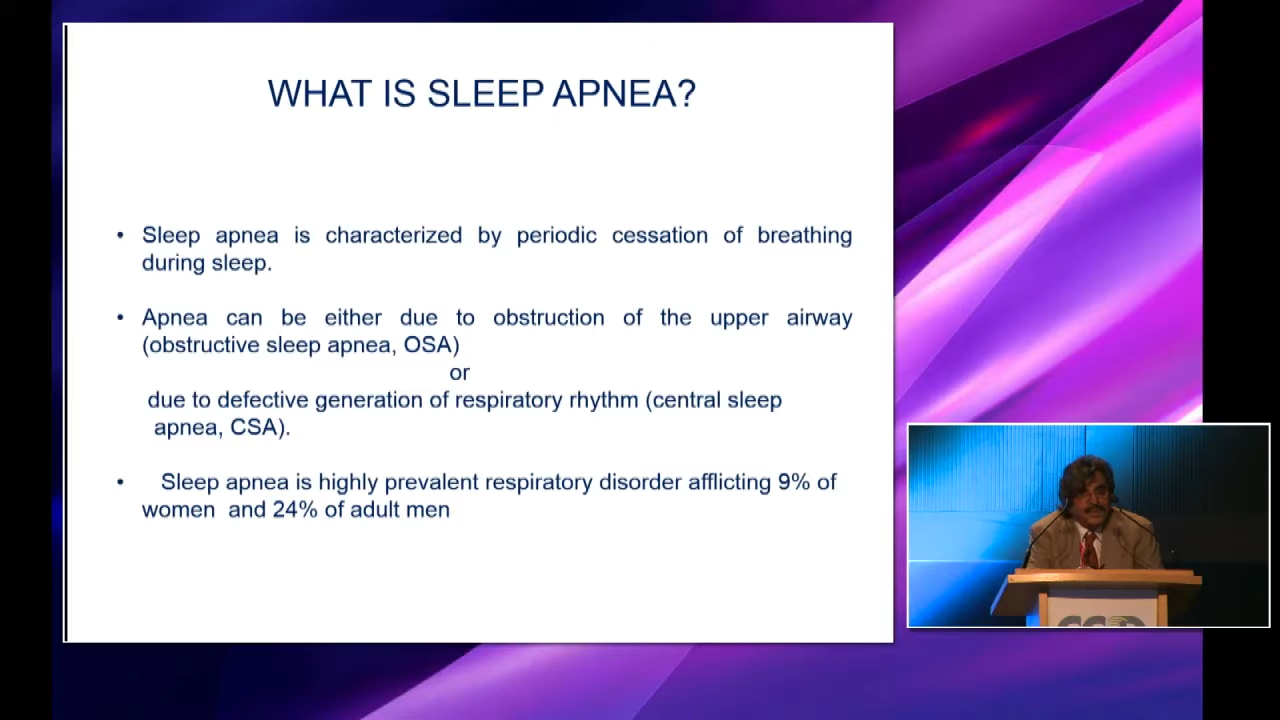 WHAT IS SLEEP APNEA?
• Sleep apnea is characterized by periodic cessation of breathing
during sleep.
• Apnea can be either due to obstruction of the upper airway
(obstructive sleep apnea, OSA)
or
due to defective generation of respiratory rhythm (central sleep
apnea, CSA).
• Sleep apnea is highly prevalent respiratory disorder afflicting 9% of
women and 24% of adult men